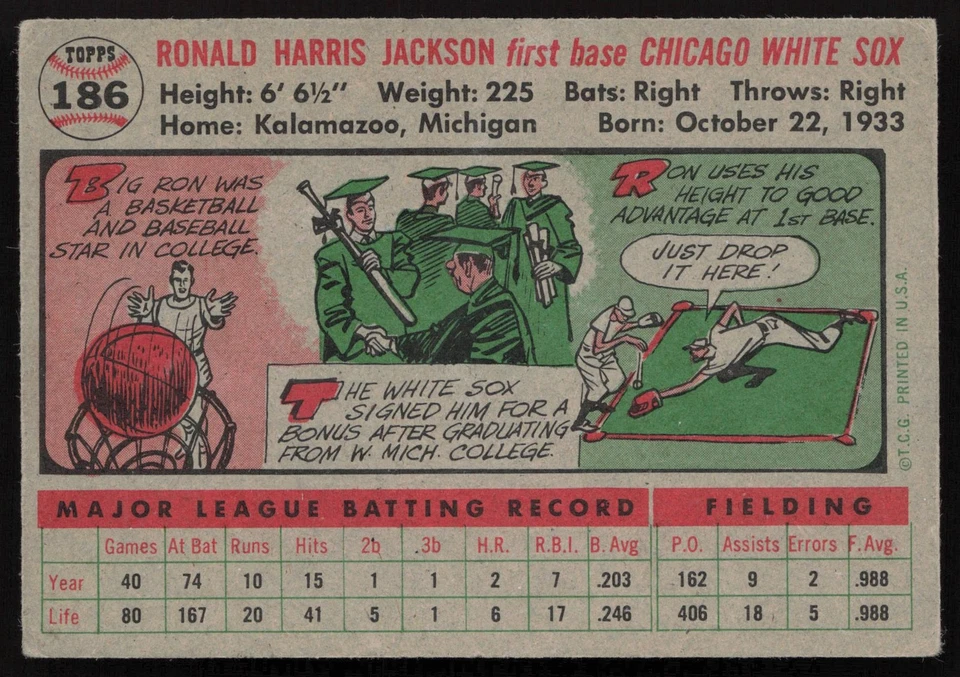 TOPPS
186
RONALD HARRIS JACKSON first base CHICAGO WHITE SOX
Height: 6' 6½" Weight: 225 Bats: Right Throws: Right
Home: Kalamazoo, Michigan Born: October 22, 1933
BIG RON WAS
A BASKETBALL
AND BASEBALL
STAR IN COLLEGE.
THE WHITE SOX
SIGNED HIM FOR A
BONUS AFTER GRADUATING
FROM W. MICH. COLLEGE.
RON USES HIS
HEIGHT TO GOOD
ADVANTAGE AT 1ST BASE.
JUST DROP
IT HERE!
©T.C.G. PRINTED IN U.S.A.
MAJOR LEAGUE BATTING RECORD FIELDING
Games At Bat Runs Hits 2b 3b H.R. R.B.I. B. Avg P.O. Assists Errors F. Avg.
Year 40 74 10 15 1 1 2 7 .203 162 9 2 .988
Life 80 167 20 41 5 1 6 17 .246 406 18 5 .988